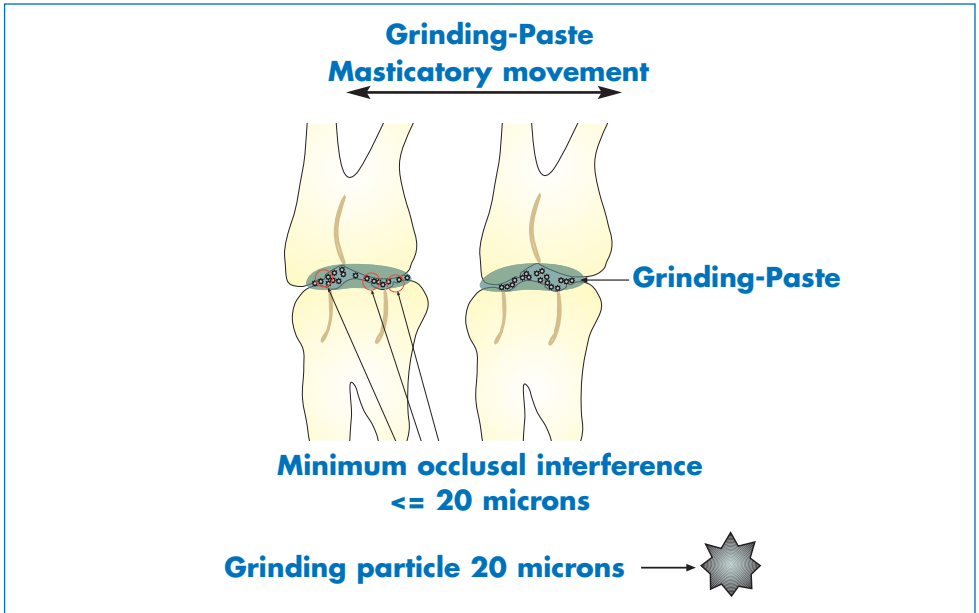 Grinding-Paste
Masticatory movement
Grinding-Paste
Minimum occlusal interference
<= 20 microns
Grinding particle 20 microns